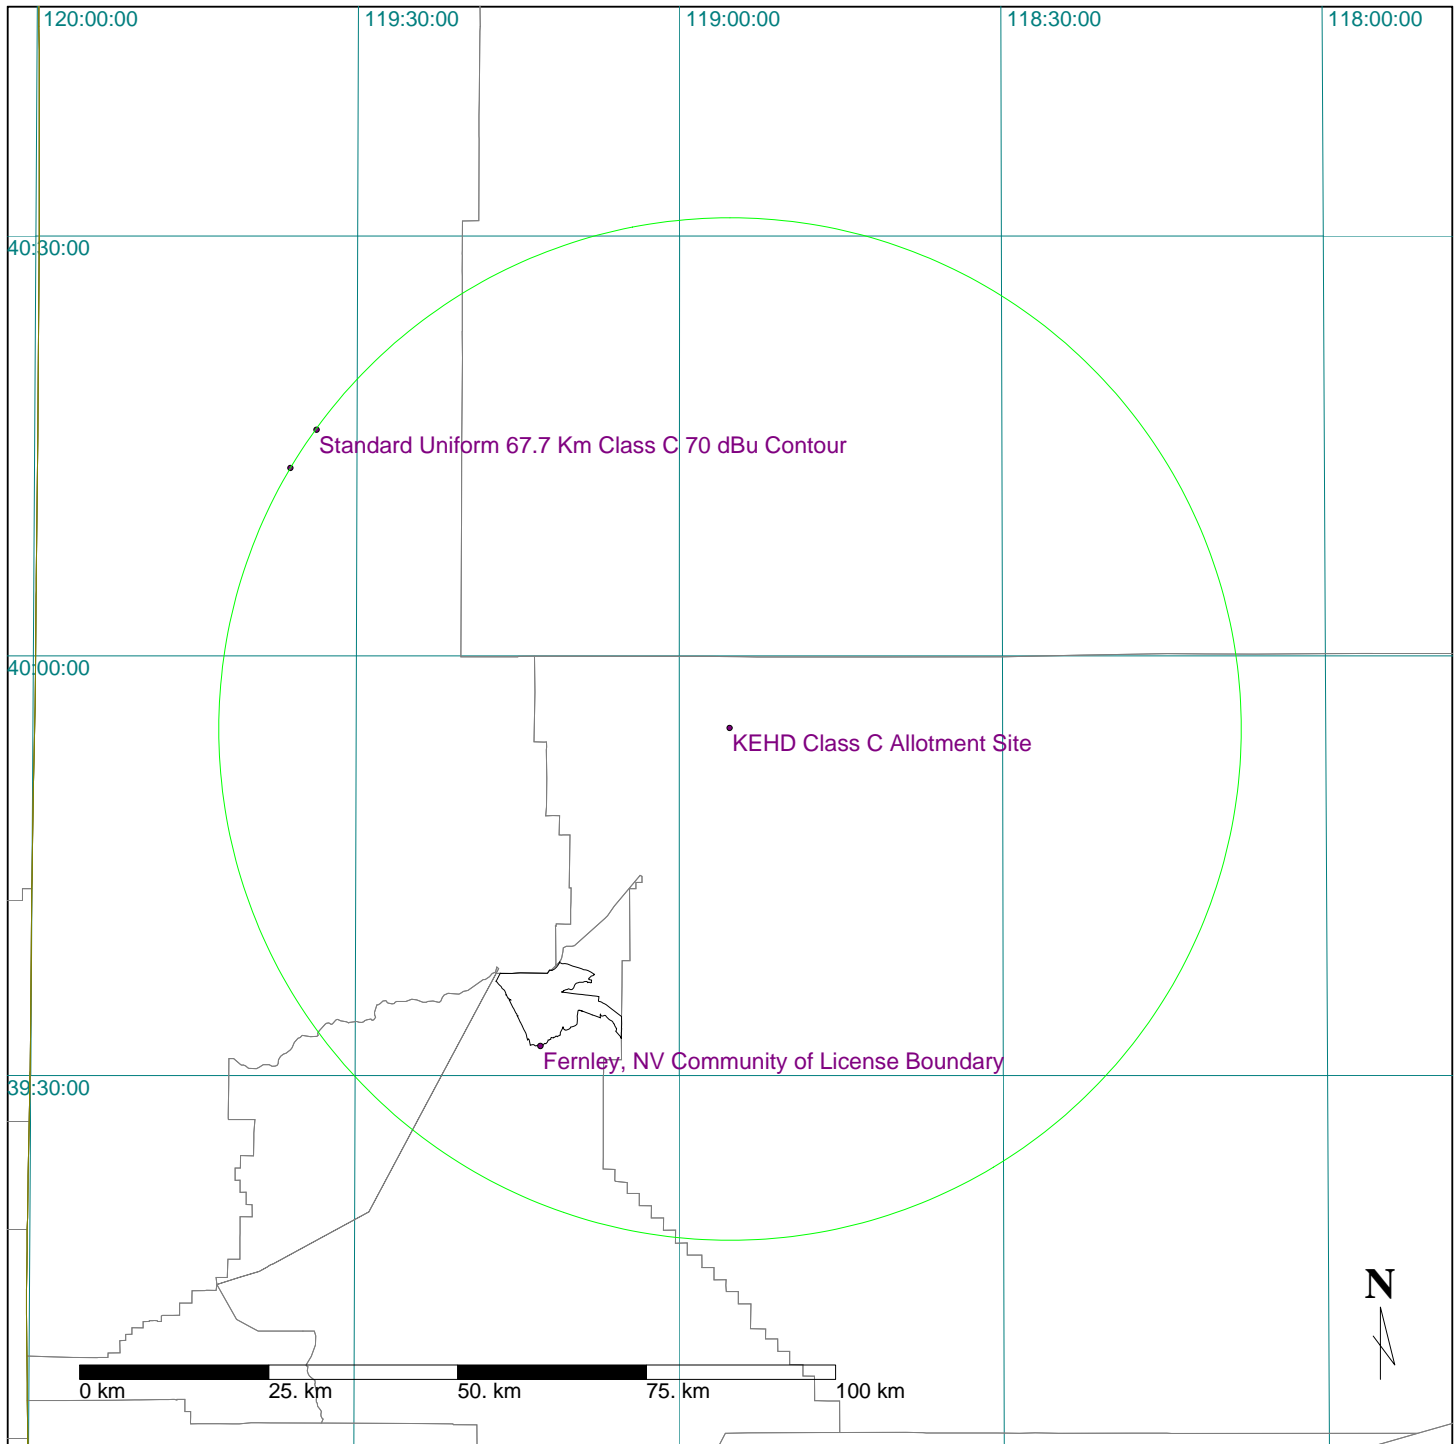 120:00:00
119:30:00
119:00:00
118:30:00
118:00:00
40:30:00
Standard Uniform 67.7 Km Class C 70 dBu Contour
40:00:00
KEHD Class C Allotment Site
Fernley, NV Community of License Boundary
39:30:00
N
0 km
25. km
50. km
75. km
100 km